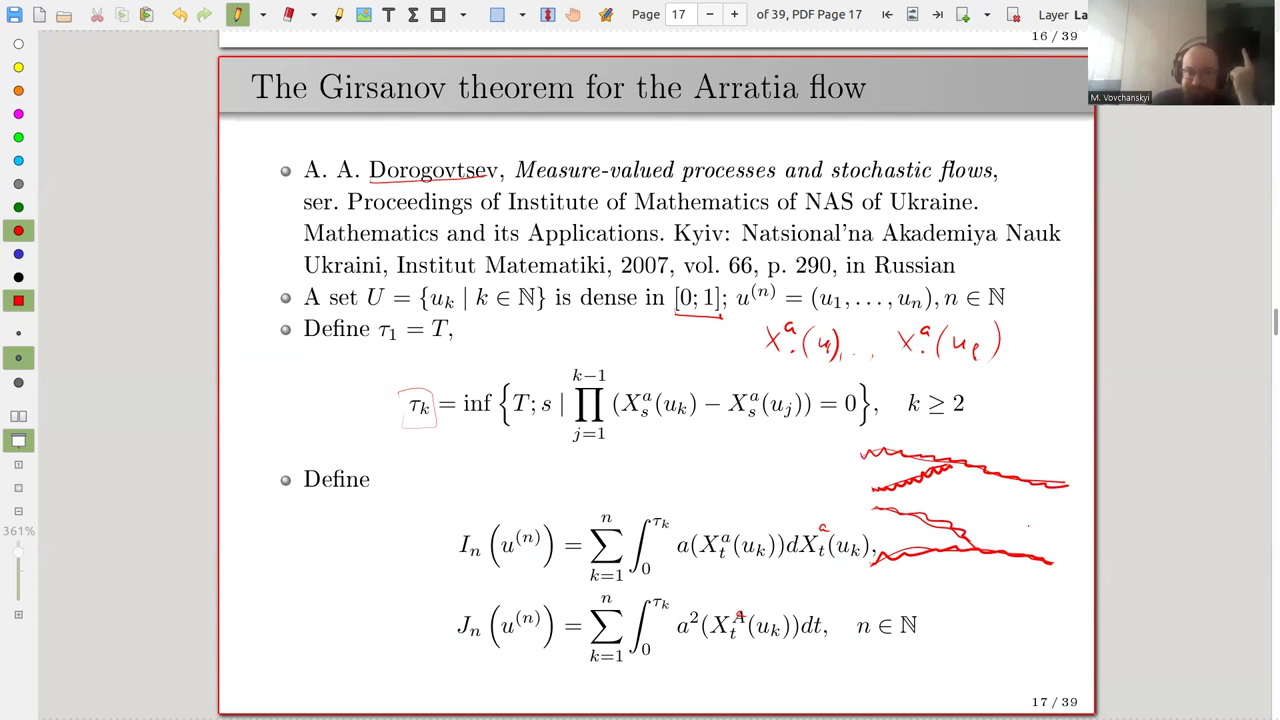 Page 17 of 39, PDF Page 17 Layer La
16 / 39
The Girsanov theorem for the Arratia flow
M. Vovchanskyi
A. A. Dorogovtsev, Measure-valued processes and stochastic flows,
ser. Proceedings of Institute of Mathematics of NAS of Ukraine.
Mathematics and its Applications. Kyiv: Natsional'na Akademiya Nauk
Ukraini, Institut Matematiki, 2007, vol. 66, p. 290, in Russian
A set U = {u_k | k ∈ ℕ} is dense in [0; 1]; u^{(n)} = (u_1, . . . , u_n), n ∈ ℕ
Define τ_1 = T,
X^a_·(u_1) ... X^a_·(u_l)
τ_k = inf { T; s | ∏_{j=1}^{k−1} (X^a_s(u_k) − X^a_s(u_j)) = 0 }, k ≥ 2
Define
I_n (u^{(n)}) = ∑_{k=1}^{n} ∫_0^{τ_k} a(X^a_t(u_k))dX^a_t(u_k),
J_n (u^{(n)}) = ∑_{k=1}^{n} ∫_0^{τ_k} a^2(X^a_t(u_k))dt, n ∈ ℕ
361%
17 / 39